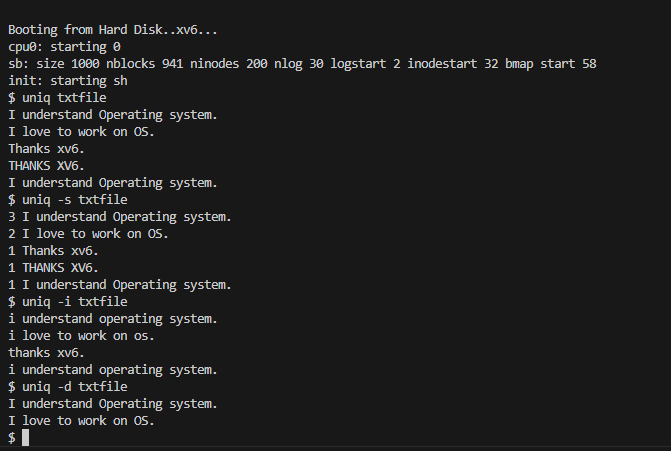 Booting from Hard Disk..xv6...
cpu0: starting 0
sb: size 1000 nblocks 941 ninodes 200 nlog 30 logstart 2 inodestart 32 bmap start 58
init: starting sh
$ uniq txtfile
I understand Operating system.
I love to work on OS.
Thanks xv6.
THANKS XV6.
I understand Operating system.
$ uniq -s txtfile
3 I understand Operating system.
2 I love to work on OS.
1 Thanks xv6.
1 THANKS XV6.
1 I understand Operating system.
$ uniq -i txtfile
i understand operating system.
i love to work on os.
thanks xv6.
i understand operating system.
$ uniq -d txtfile
I understand Operating system.
I love to work on OS.
$